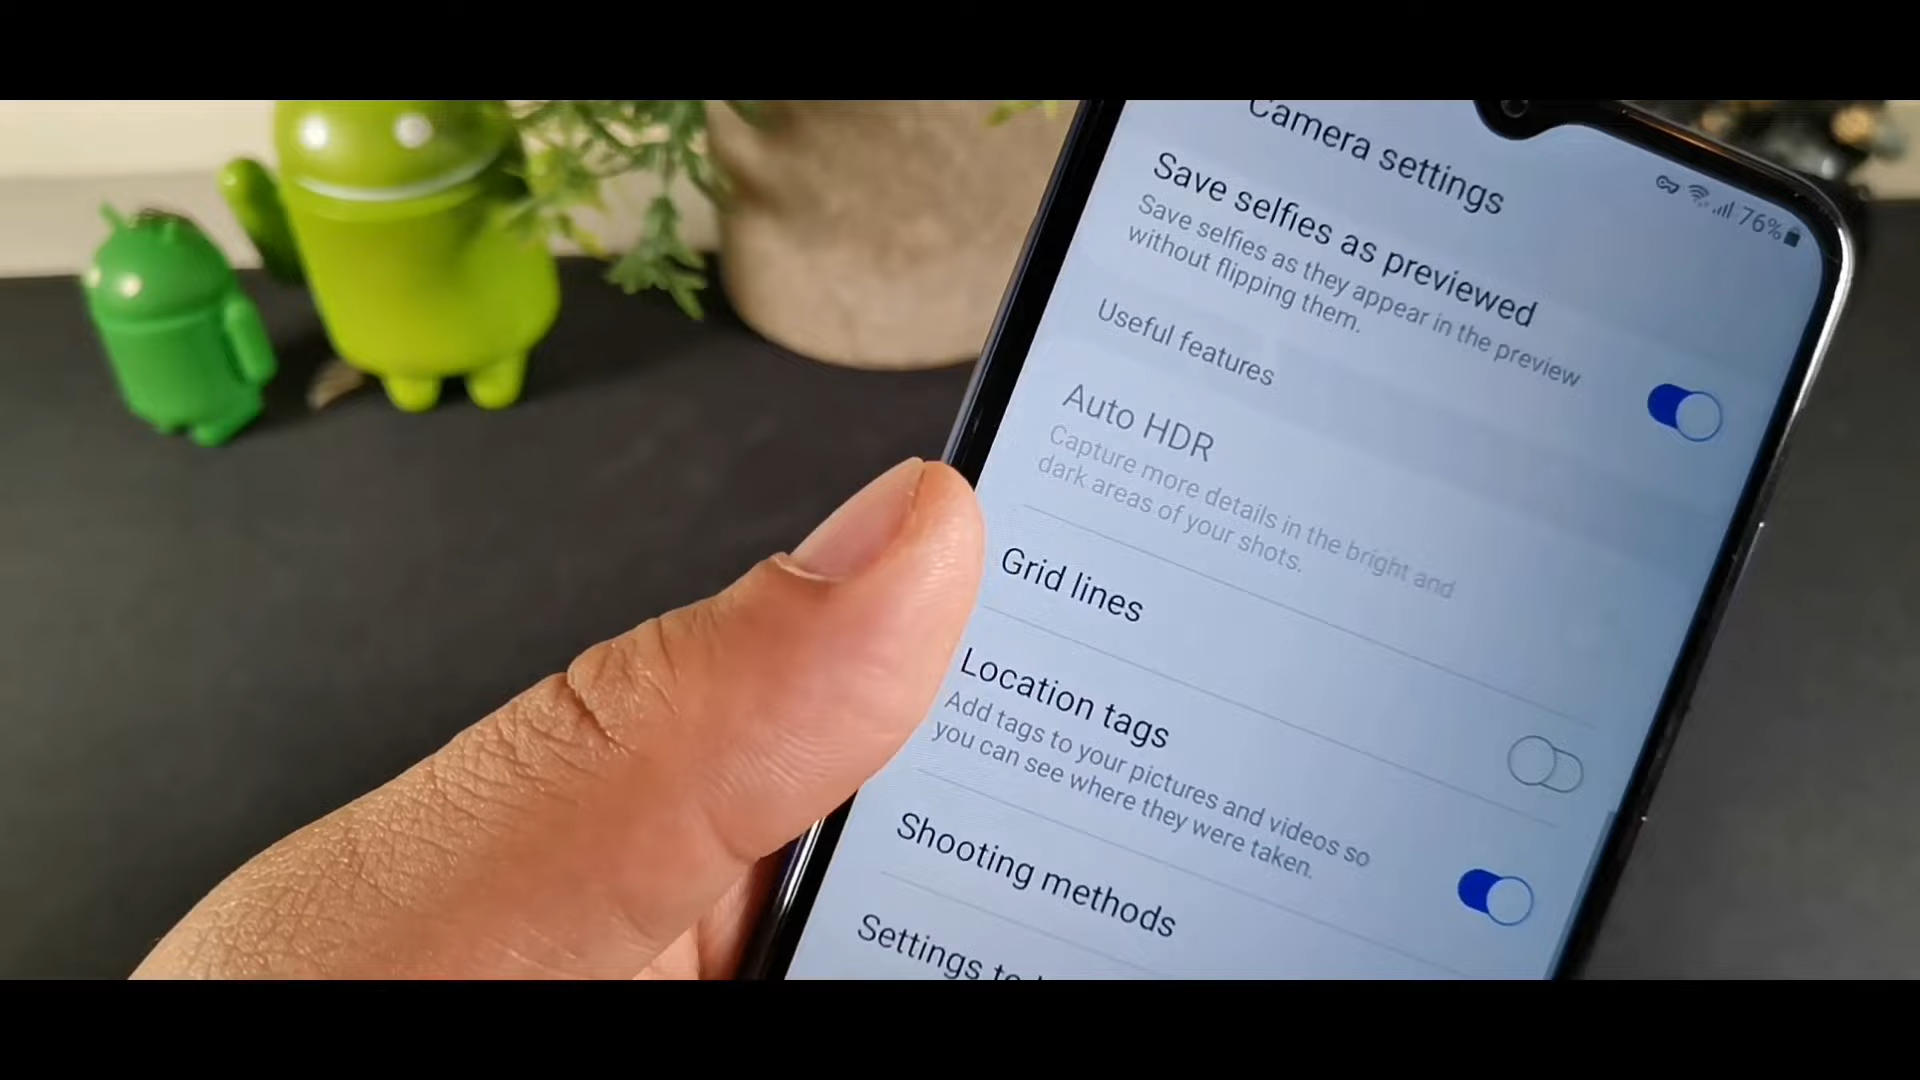 Camera settings
76%
Save selfies as previewed
Save selfies as they appear in the preview
without flipping them.
Useful features
Auto HDR
Capture more details in the bright and
dark areas of your shots.
Grid lines
Location tags
Add tags to your pictures and videos so
you can see where they were taken.
Shooting methods
Settings to